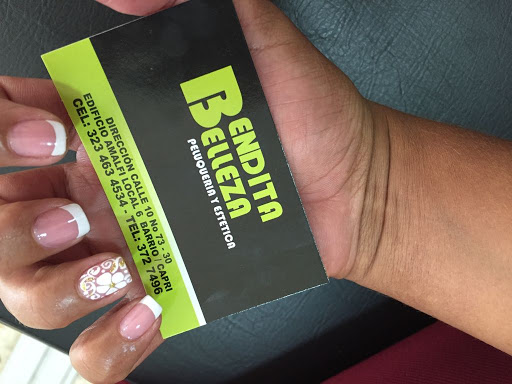 BENDITA
BELLEZA
PELUQUERIA Y ESTETICA
DIRECCIÓN CALLE 10 No 73 - 30
EDIFICIO AMALFI LOCAL 6 BARRIO / CAPRI
CEL: 323 463 4534 - TEL: 372 7496